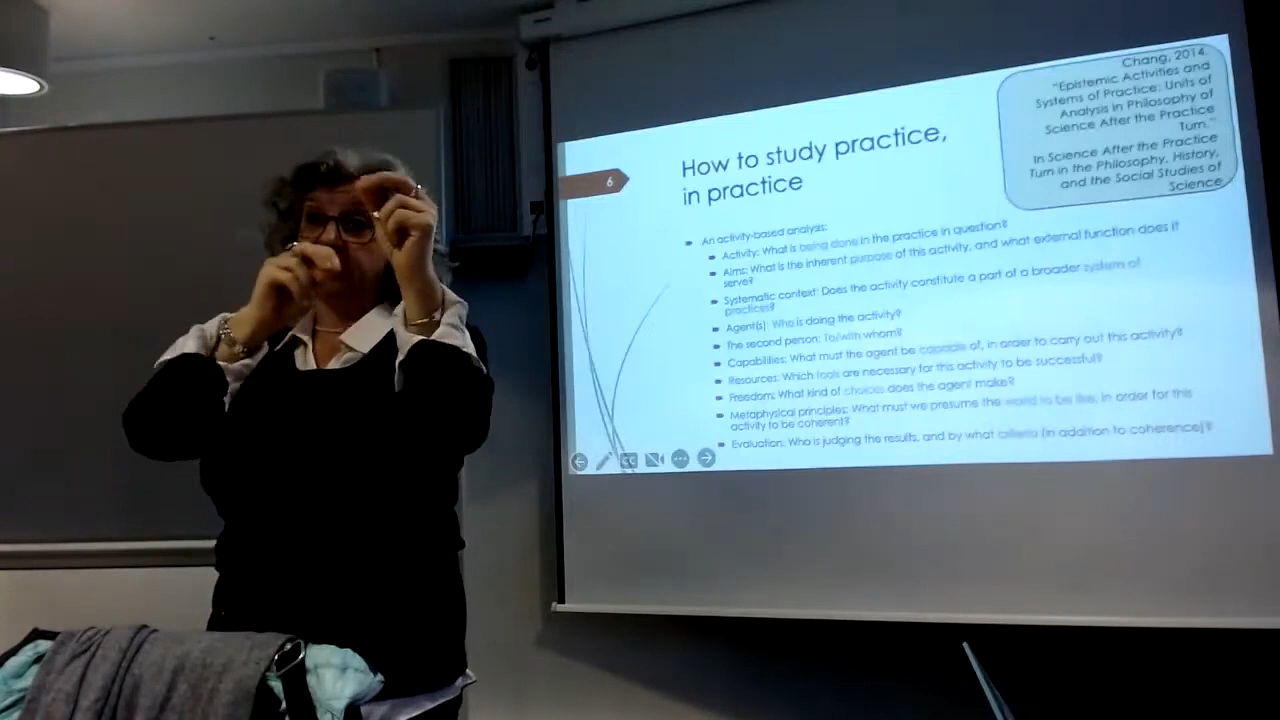 6
How to study practice,
in practice
Chang, 2014.
"Epistemic Activities and
Systems of Practice: Units of
Analysis in Philosophy of
Science After the Practice
Turn."
In Science After the Practice
Turn in the Philosophy, History,
and the Social Studies of
Science
An activity-based analysis:
Activity: What is being done in the practice in question?
Aims: What is the inherent purpose of this activity, and what external function does it
serve?
Systematic context: Does the activity constitute a part of a broader system of
practices?
Agent(s): Who is doing the activity?
The second person: To/with whom?
Capabilities: What must the agent be capable of, in order to carry out this activity?
Resources: Which tools are necessary for this activity to be successful?
Freedom: What kind of choices does the agent make?
Metaphysical principles: What must we presume the world to be like, in order for this
activity to be coherent?
Evaluation: Who is judging the results, and by what criteria (in addition to coherence)?
CC